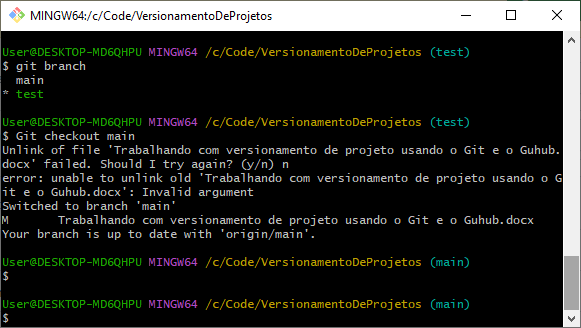 MINGW64:/c/Code/VersionamentoDeProjetos
User@DESKTOP-MD6QHPU MINGW64 /c/Code/VersionamentoDeProjetos (test)
$ git branch
  main
* test
User@DESKTOP-MD6QHPU MINGW64 /c/Code/VersionamentoDeProjetos (test)
$ Git checkout main
Unlink of file 'Trabalhando com versionamento de projeto usando o Git e o Guhub.
docx' failed. Should I try again? (y/n) n
error: unable to unlink old 'Trabalhando com versionamento de projeto usando o G
it e o Guhub.docx': Invalid argument
Switched to branch 'main'
M       Trabalhando com versionamento de projeto usando o Git e o Guhub.docx
Your branch is up to date with 'origin/main'.
User@DESKTOP-MD6QHPU MINGW64 /c/Code/VersionamentoDeProjetos (main)
$
User@DESKTOP-MD6QHPU MINGW64 /c/Code/VersionamentoDeProjetos (main)
$